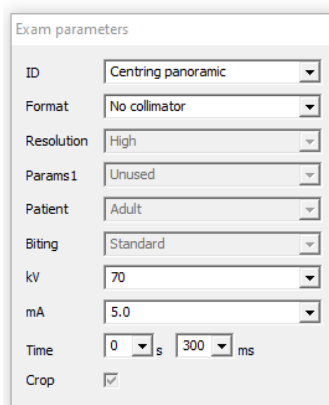 Exam parameters
ID Centring panoramic
Format No collimator
Resolution High
Params1 Unused
Patient Adult
Biting Standard
kV 70
mA 5.0
Time 0 s 300 ms
Crop